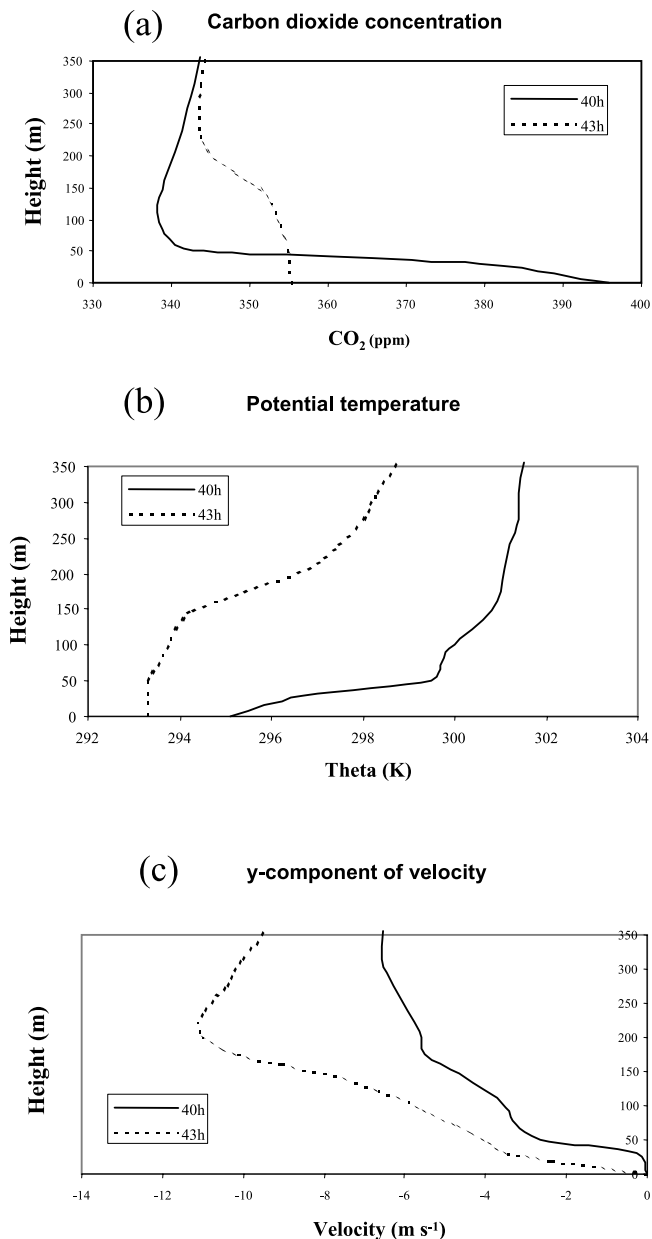 (a) Carbon dioxide concentration
350
300
250
200
150
100
50
0
Height (m)
40h
43h
330 340 350 360 370 380 390 400
CO₂ (ppm)
(b) Potential temperature
350
300
250
200
150
100
50
0
Height (m)
40h
43h
292 294 296 298 300 302 304
Theta (K)
(c) y-component of velocity
350
300
250
200
150
100
50
0
Height (m)
40h
43h
-14 -12 -10 -8 -6 -4 -2 0
Velocity (m s⁻¹)